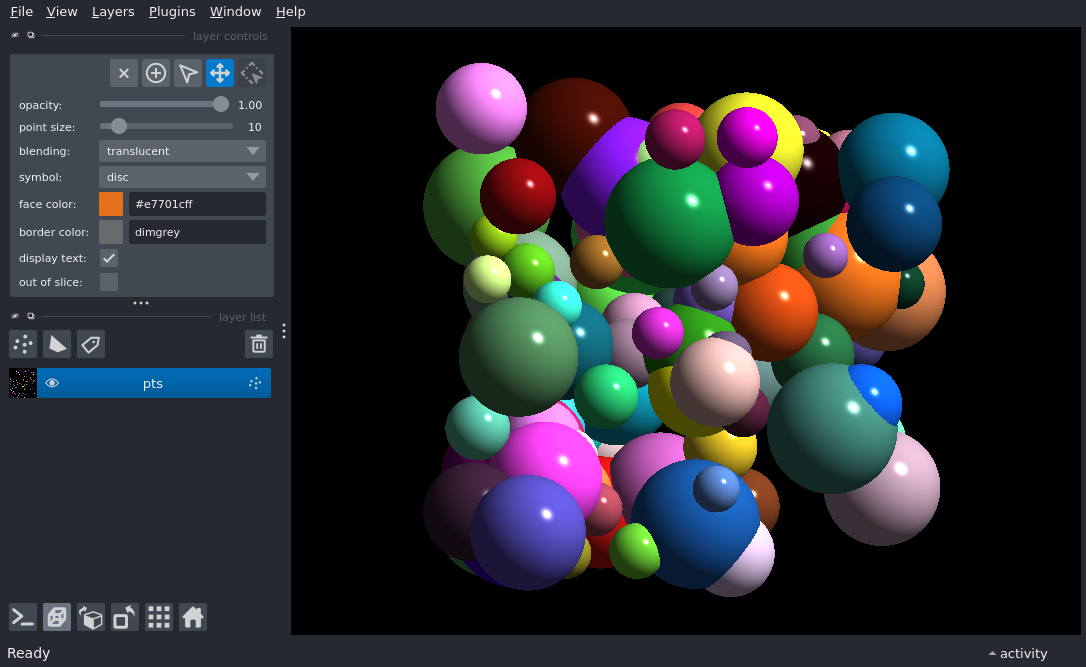 File View Layers Plugins Window Help
layer controls
opacity: 1.00
point size: 10
blending: translucent
symbol: disc
face color: #e7701cff
border color: dimgrey
display text:
out of slice:
layer list
pts
Ready activity